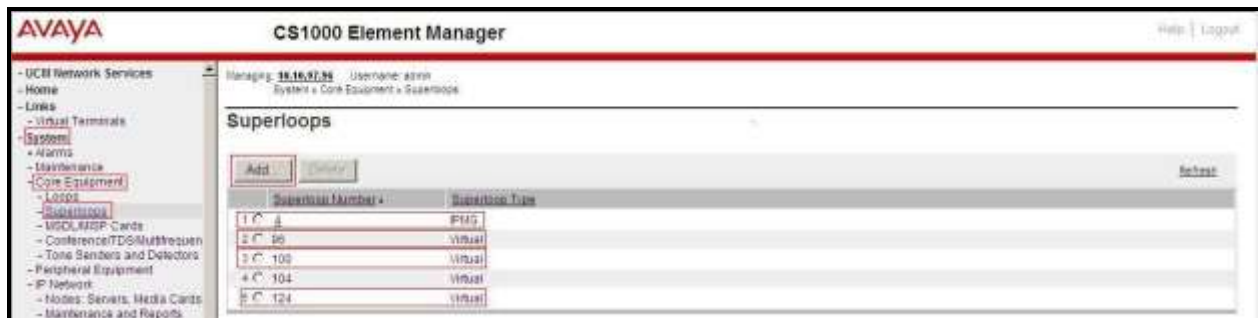 AVAYA
CS1000 Element Manager
Help | Logout
- UCM Network Services
- Home
- Links
- Virtual Terminals
- System
+ Alarms
- Maintenance
- Core Equipment
- Loops
- Superloops
- MSDL/MISP Cards
- Conference/TDS/Multifrequen
- Tone Senders and Detectors
- Peripheral Equipment
- IP Network
- Nodes: Servers, Media Cards
- Maintenance and Reports
Managing: Username: admin
System » Core Equipment » Superloops
Superloops
Add... Delete
Refresh
Superloop Number Superloop Type
1 4 IPMG
2 96 Virtual
3 100 Virtual
4 104 Virtual
5 124 Virtual